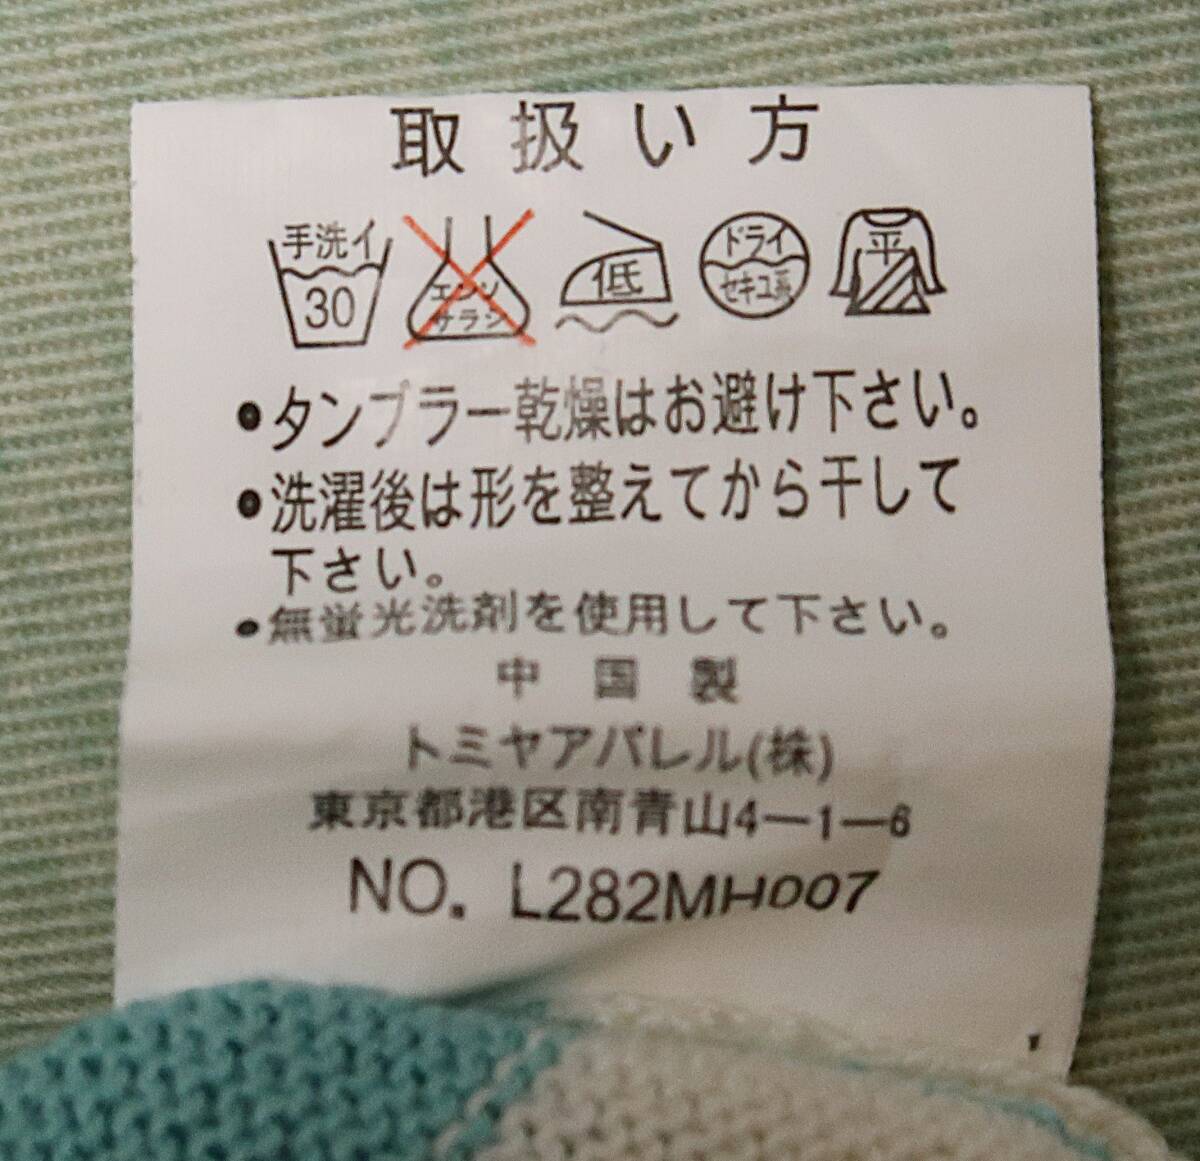 取扱い方
手洗イ 30 エンソサラシ 低 ドライ セキユ系 平
•タンブラー乾燥はお避け下さい。
•洗濯後は形を整えてから干して
下さい。
•無蛍光洗剤を使用して下さい。
中国製
トミヤアパレル(株)
東京都港区南青山4—1—6
NO. L282MH007